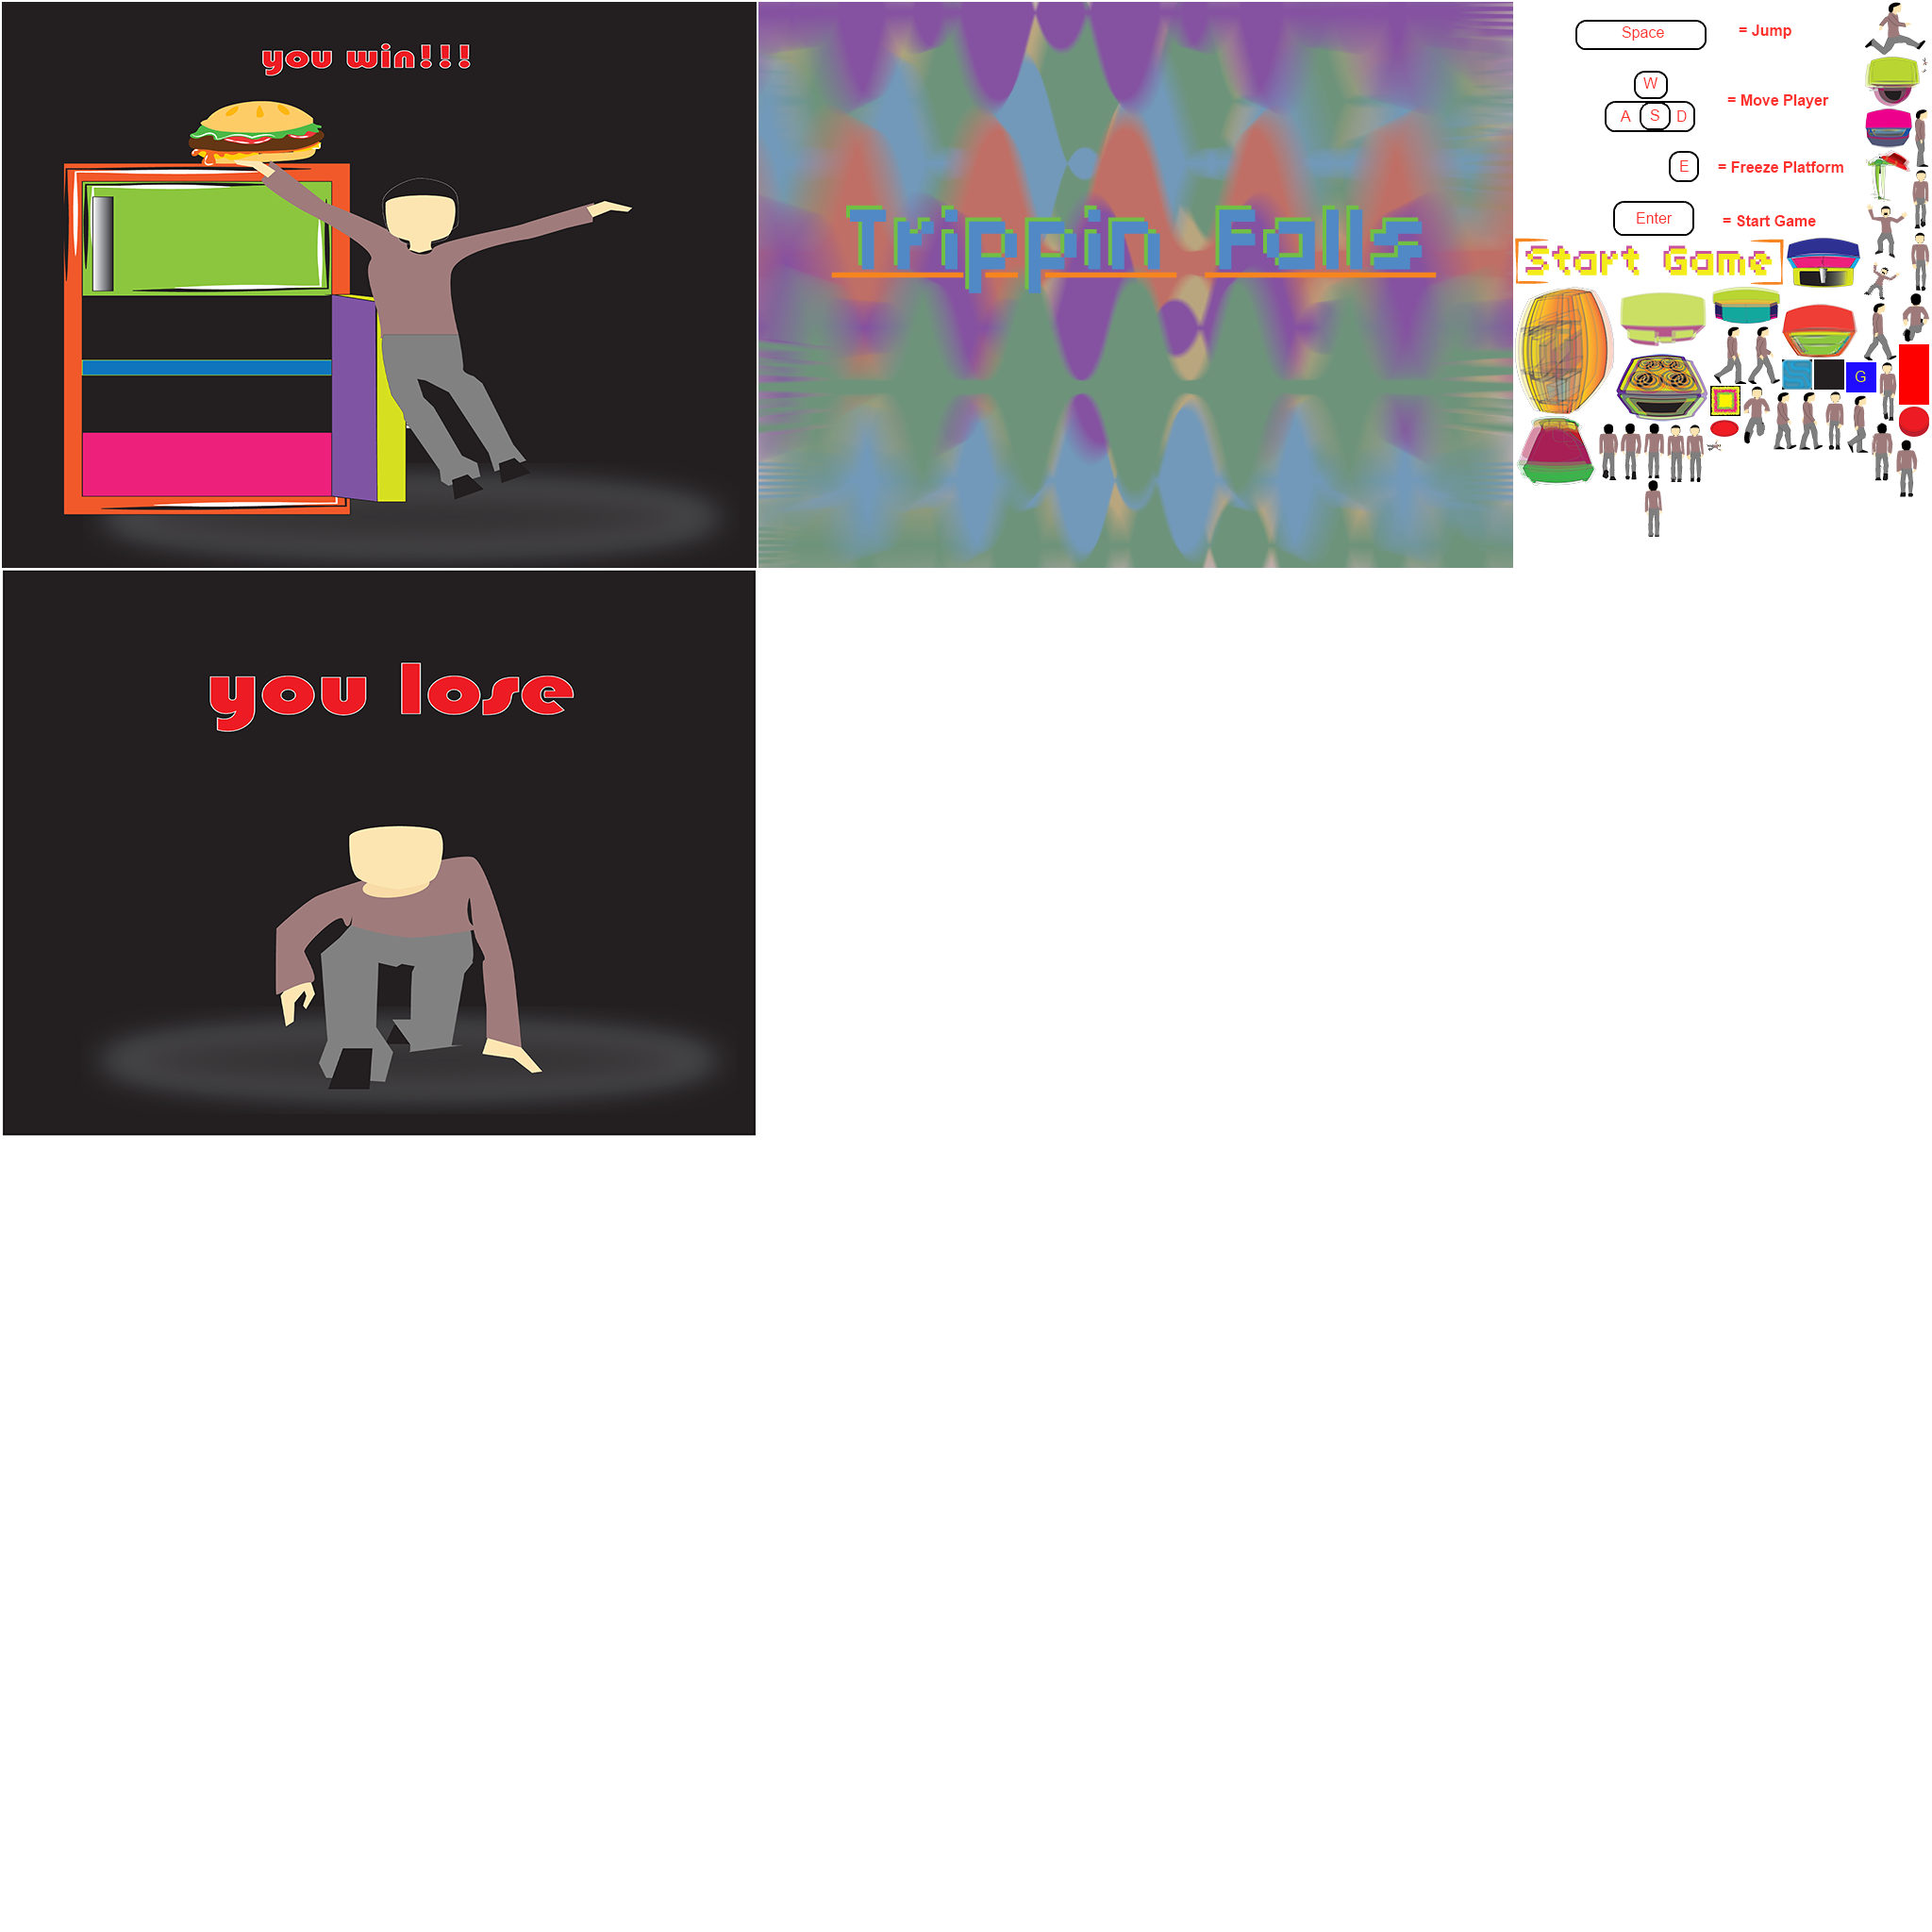 you win!!!
Trippin Falls
Space = Jump
W
A S D = Move Player
E = Freeze Platform
Enter = Start Game
Start Game
G
you lose